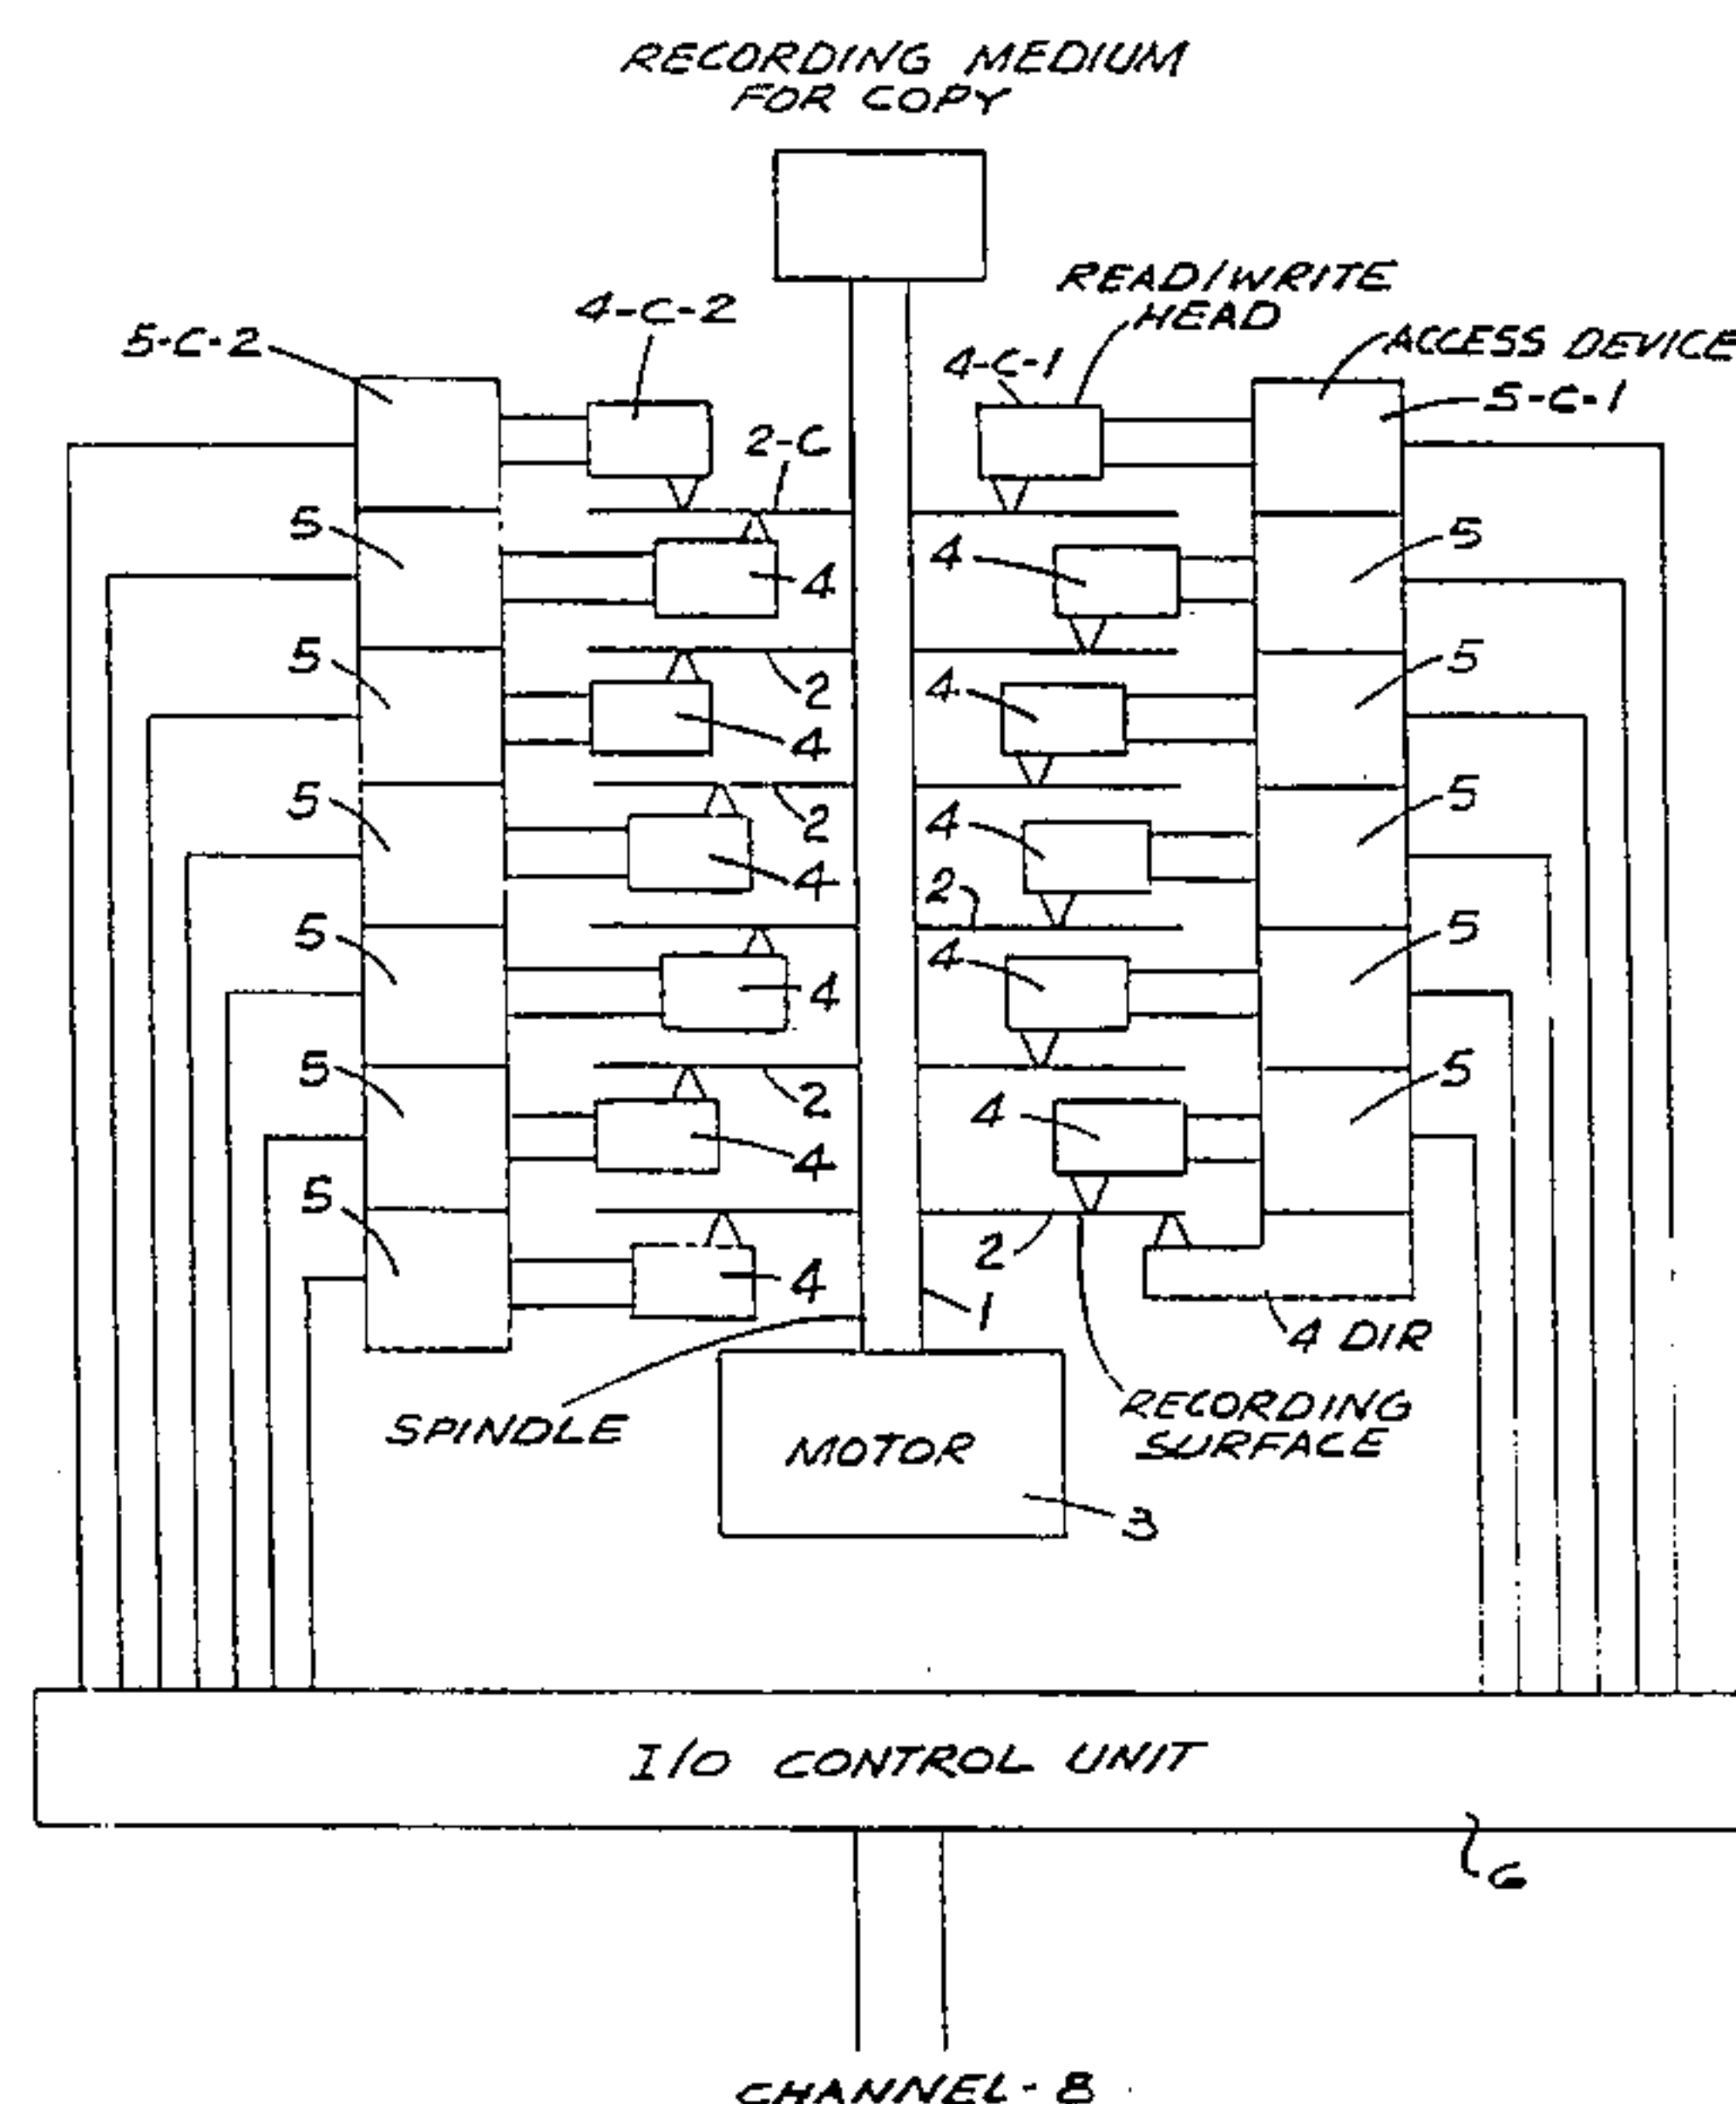 RECORDING MEDIUM
FOR COPY
READ/WRITE
HEAD
4-C-2
5-C-2
4-C-1
ACCESS DEVICE
5-C-1
2-C
5
4
4
5
5
2
4
5
4
5
2
4
4
5
2
5
4
4
5
5
2
4
4
5
5
4
2
1
4 DIR
SPINDLE
MOTOR
RECORDING
SURFACE
3
I/O CONTROL UNIT
6
CHANNEL-8